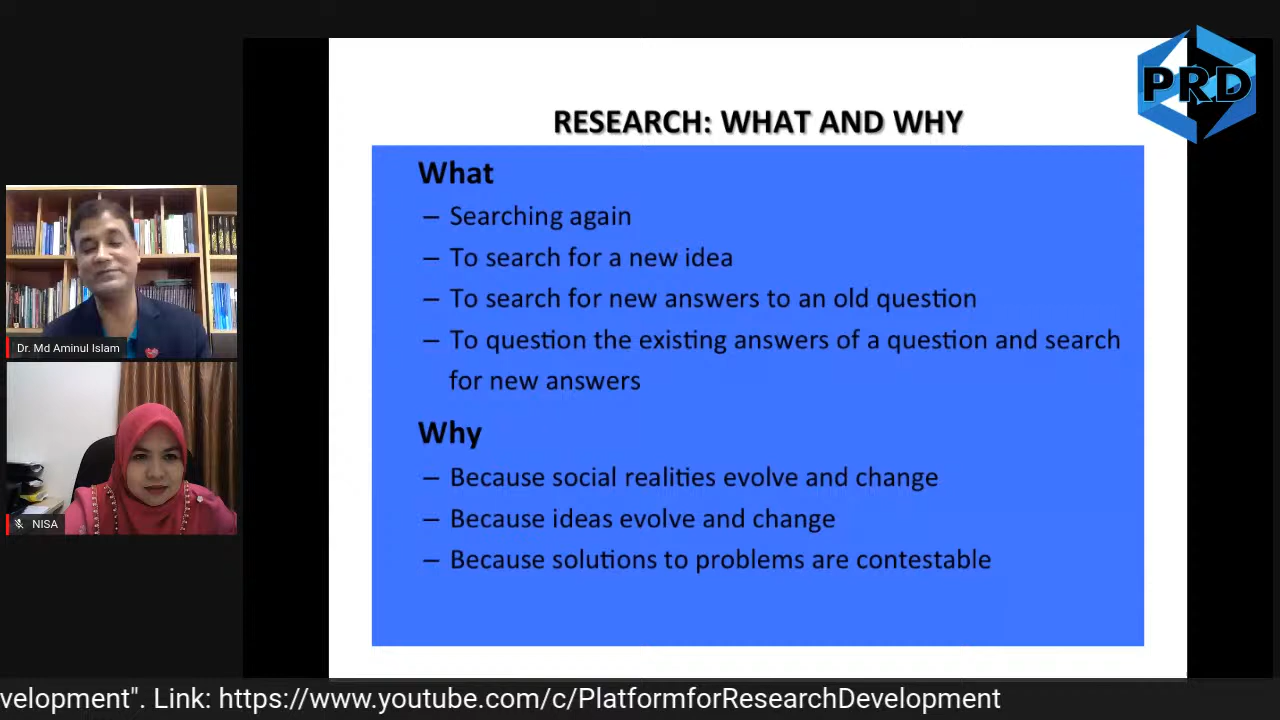 PRD
RESEARCH: WHAT AND WHY
What
– Searching again
– To search for a new idea
– To search for new answers to an old question
– To question the existing answers of a question and search
for new answers
Why
– Because social realities evolve and change
– Because ideas evolve and change
– Because solutions to problems are contestable
Dr. Md Aminul Islam
NISA
velopment". Link: https://www.youtube.com/c/PlatformforResearchDevelopment